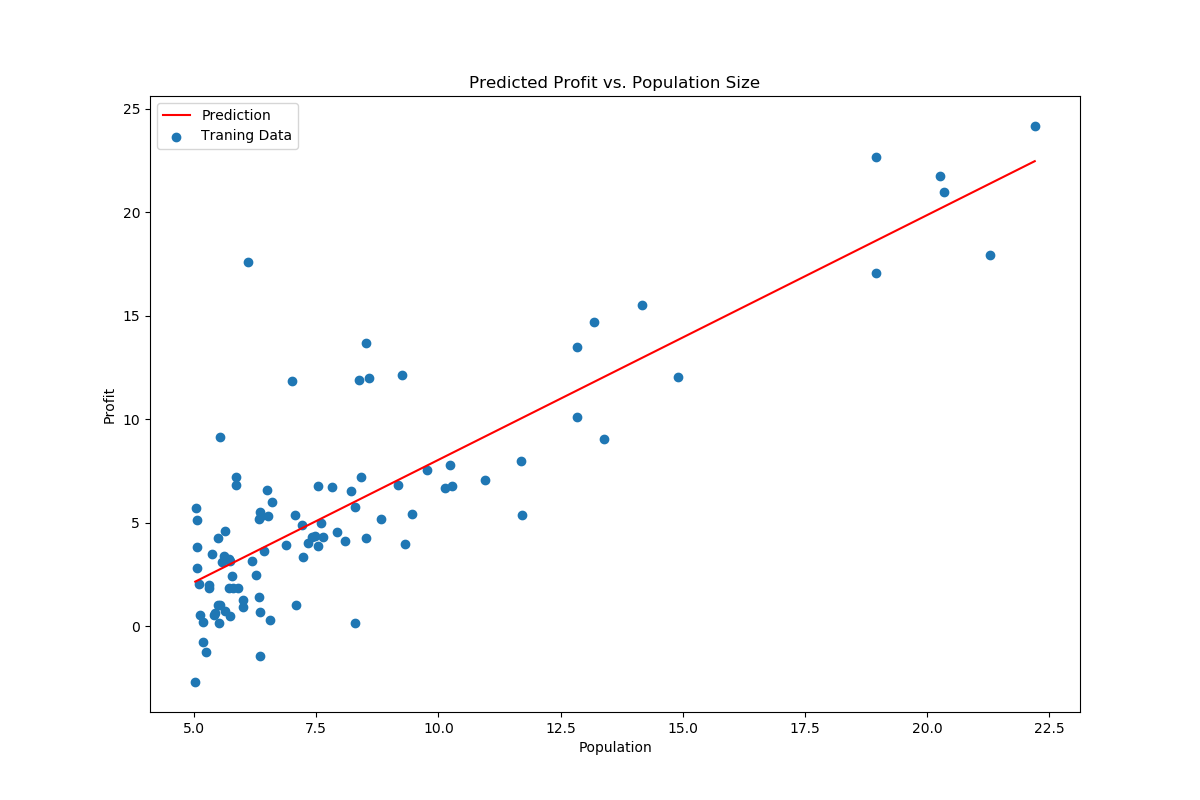 Predicted Profit vs. Population Size
Prediction
Traning Data
25
20
15
10
5
0
Profit
5.0 7.5 10.0 12.5 15.0 17.5 20.0 22.5
Population